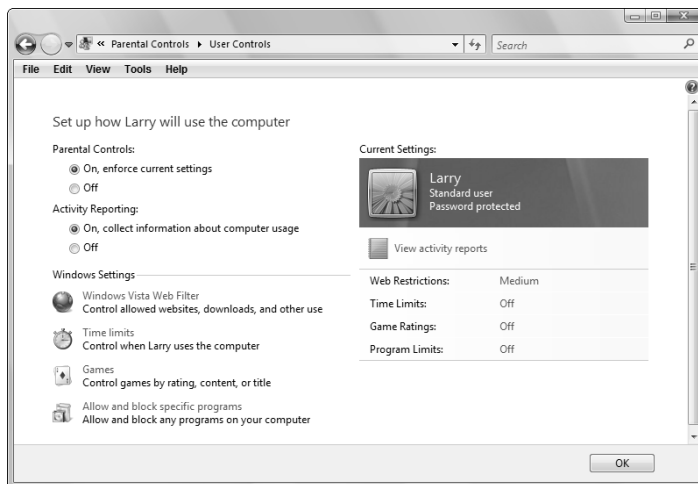 « Parental Controls User Controls
Search
File Edit View Tools Help
Set up how Larry will use the computer
Parental Controls:
On, enforce current settings
Off
Activity Reporting:
On, collect information about computer usage
Off
Windows Settings
Windows Vista Web Filter
Control allowed websites, downloads, and other use
Time limits
Control when Larry uses the computer
Games
Control games by rating, content, or title
Allow and block specific programs
Allow and block any programs on your computer
Current Settings:
Larry
Standard user
Password protected
View activity reports
Web Restrictions: Medium
Time Limits: Off
Game Ratings: Off
Program Limits: Off
OK